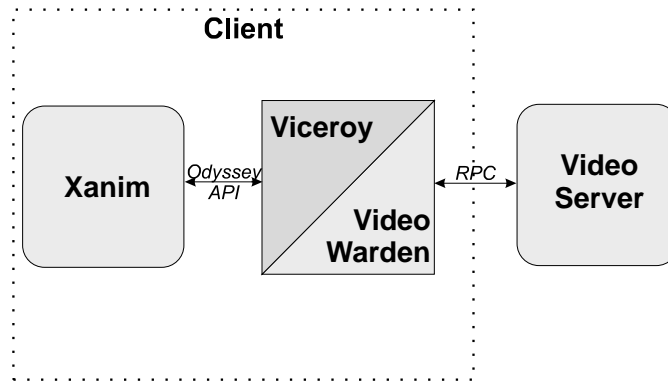 Client
Xanim
Odyssey
API
Viceroy
Video
Warden
RPC
Video
Server